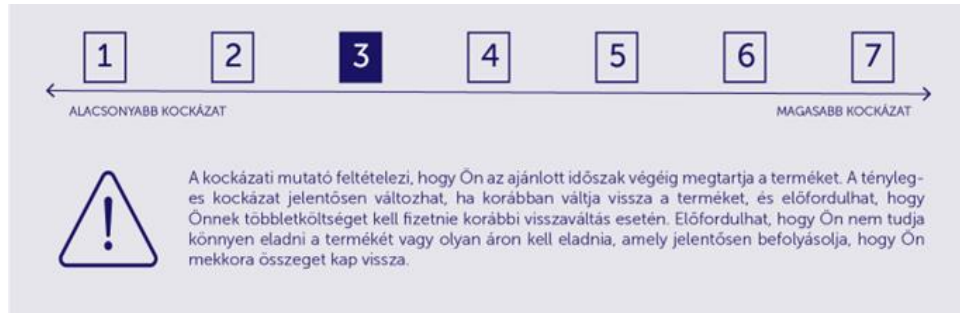 1 2 3 4 5 6 7
ALACSONYABB KOCKÁZAT MAGASABB KOCKÁZAT
A kockázati mutató feltételezi, hogy Ön az ajánlott időszak végéig megtartja a terméket. A tényleg-
es kockázat jelentősen változhat, ha korábban váltja vissza a terméket, és előfordulhat, hogy
Önnek többletköltséget kell fizetnie korábbi visszaváltás esetén. Előfordulhat, hogy Ön nem tudja
könnyen eladni a termékét vagy olyan áron kell eladnia, amely jelentősen befolyásolja, hogy Ön
mekkora összeget kap vissza.